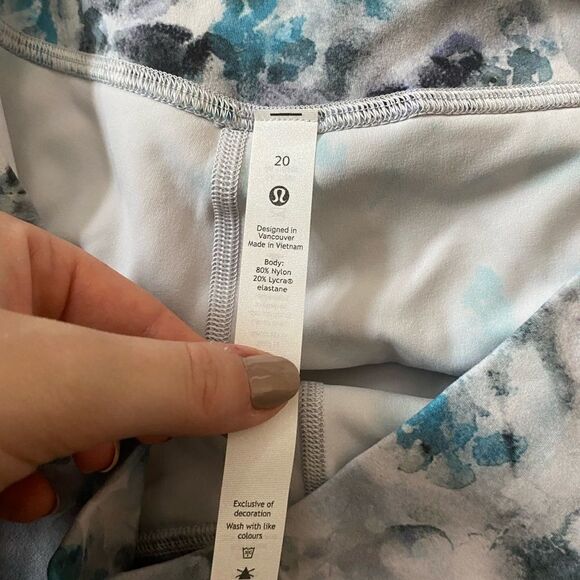 20
Designed in
Vancouver
Made in Vietnam
Body:
80% Nylon
20% Lycra®
elastane
Exclusive of
decoration
Wash with like
colours